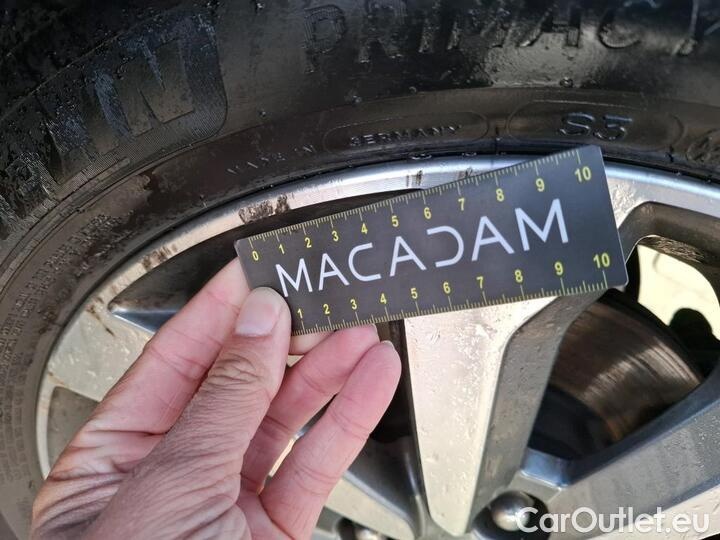 PRIMACY
MADE IN GERMANY
S3
0 1 2 3 4 5 6 7 8 9 10
MACADAM
1 2 3 4 5 6 7 8 9 10
CarOutlet.eu